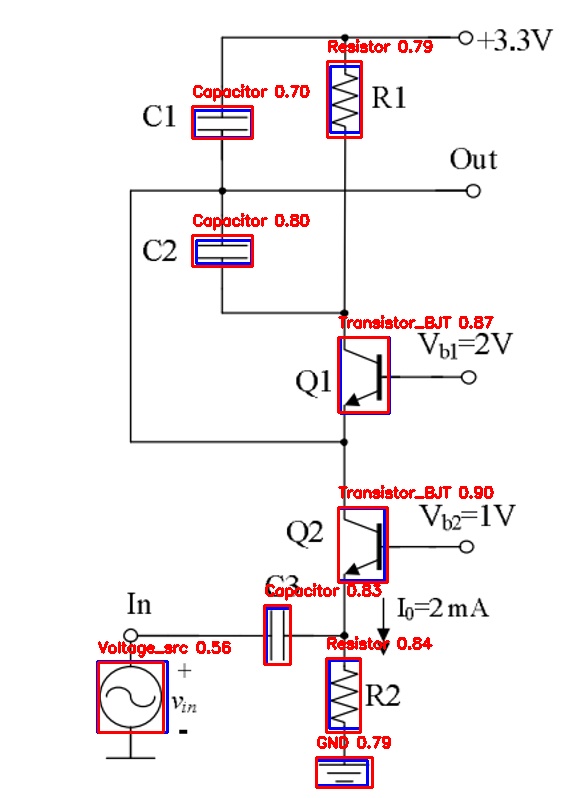 +3.3V
Resistor 0.79
Capacitor 0.70
R1
C1
Out
Capacitor 0.80
C2
Transistor_BJT 0.87
Vb1=2V
Q1
Transistor_BJT 0.90
Vb2=1V
Q2
C3
Capacitor 0.83
In
I0=2mA
Voltage_src 0.56
Resistor 0.84
+
vin
R2
-
GND 0.79